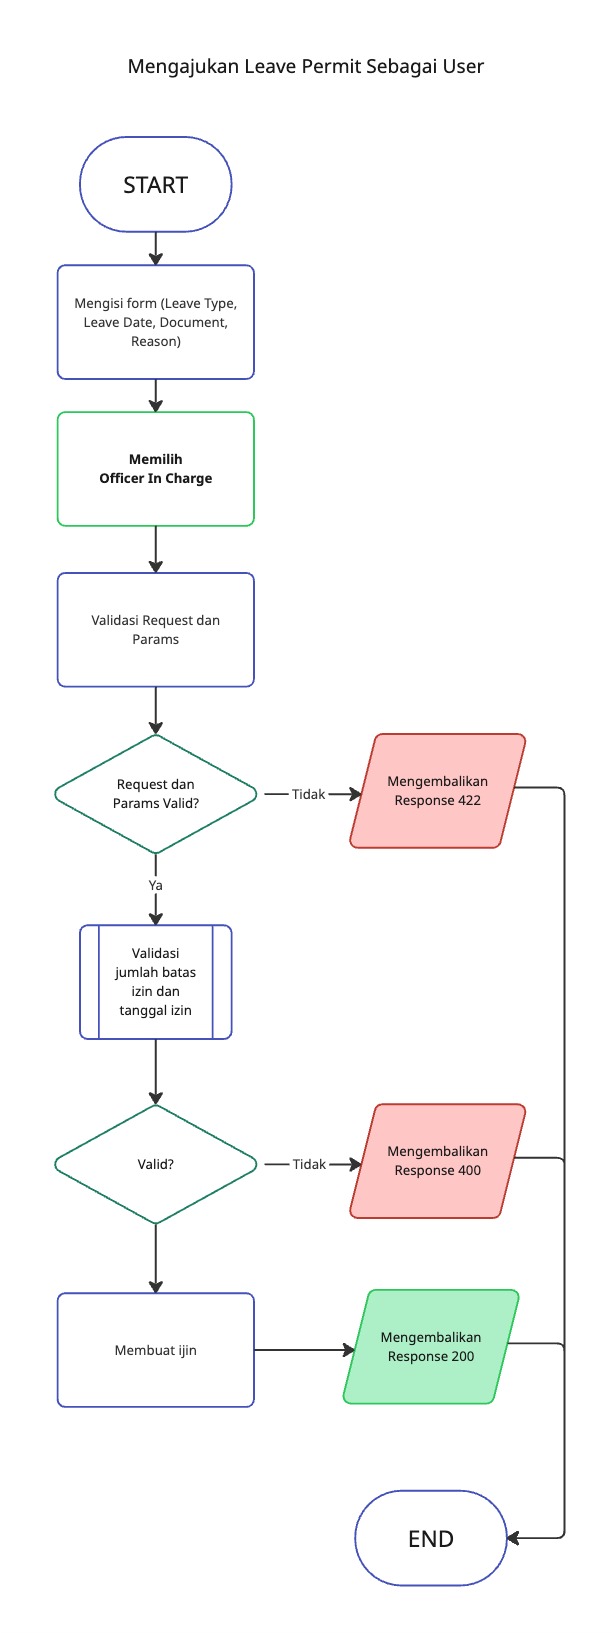 Mengajukan Leave Permit Sebagai User
START
Mengisi form (Leave Type,
Leave Date, Document,
Reason)
Memilih
Officer In Charge
Validasi Request dan
Params
Request dan
Params Valid?
Tidak
Mengembalikan
Response 422
Ya
Validasi
jumlah batas
izin dan
tanggal izin
Valid?
Tidak
Mengembalikan
Response 400
Membuat ijin
Mengembalikan
Response 200
END